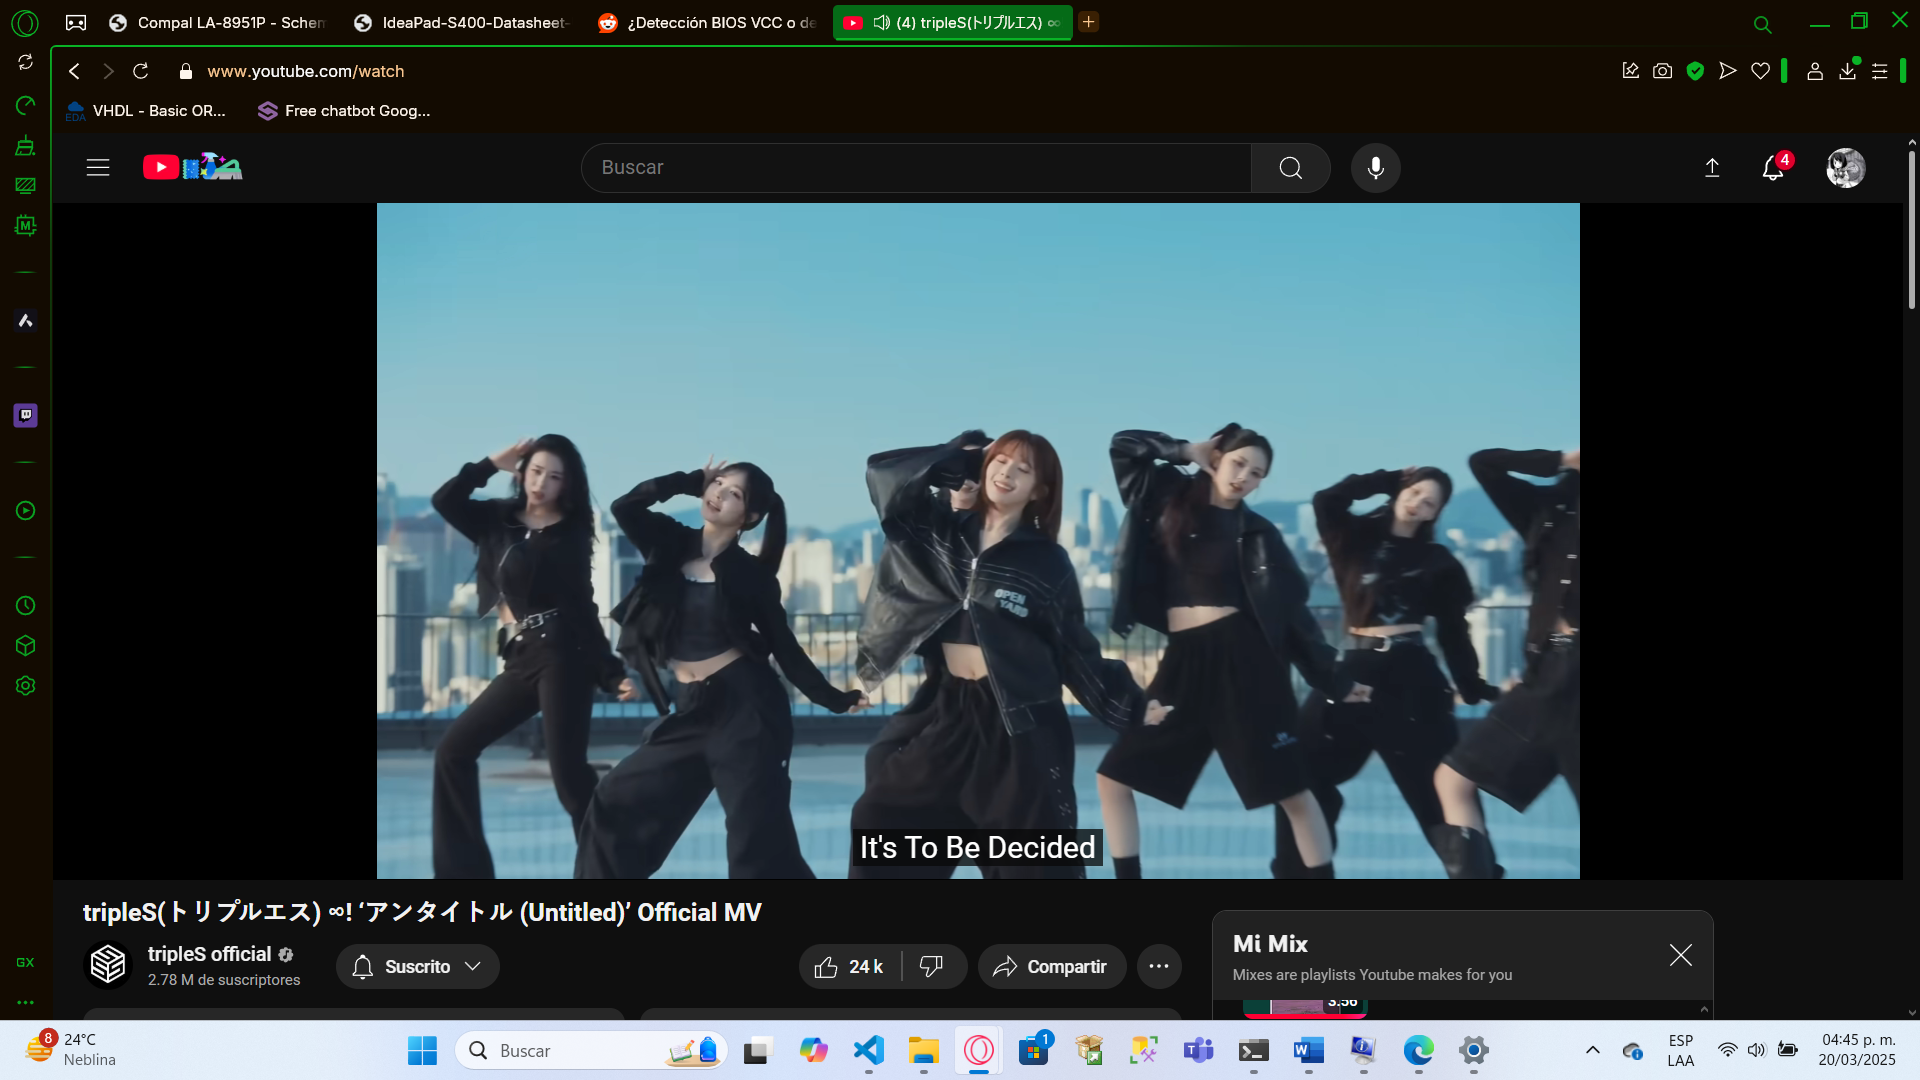 Compal LA-8951P - Schem
IdeaPad-S400-Datasheet-
¿Detección BIOS VCC o de
(4) tripleS(トリプルエス) ∞
www.youtube.com/watch
EDA
VHDL - Basic OR...
Free chatbot Goog...
Buscar
4
OPEN
YARD
It's To Be Decided
tripleS(トリプルエス) ∞! ‘アンタイトル (Untitled)’ Official MV
tripleS official
2.78 M de suscriptores
Suscrito
24 k
Compartir
Mi Mix
Mixes are playlists Youtube makes for you
3:56
GX
8
24°C
Neblina
Buscar
1
ESP
LAA
04:45 p. m.
20/03/2025